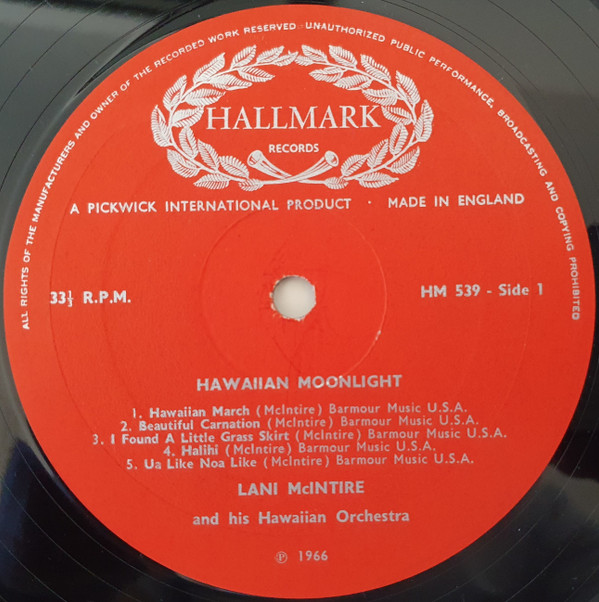 ALL RIGHTS OF THE MANUFACTURERS AND OWNER OF THE RECORDED WORK RESERVED UNAUTHORIZED PUBLIC PERFORMANCE, BROADCASTING AND COPYING PROHIBITED
HALLMARK
RECORDS
A PICKWICK INTERNATIONAL PRODUCT · MADE IN ENGLAND
33⅓ R.P.M.
HM 539 - Side 1
HAWAIIAN MOONLIGHT
1. Hawaiian March (McIntire) Barmour Music U.S.A.
2. Beautiful Carnation (McIntire) Barmour Music U.S.A.
3. I Found A Little Grass Skirt (McIntire) Barmour Music U.S.A.
4. Halihi (McIntire) Barmour Music U.S.A.
5. Ua Like Noa Like (McIntire) Barmour Music U.S.A.
LANI McINTIRE
and his Hawaiian Orchestra
℗ 1966